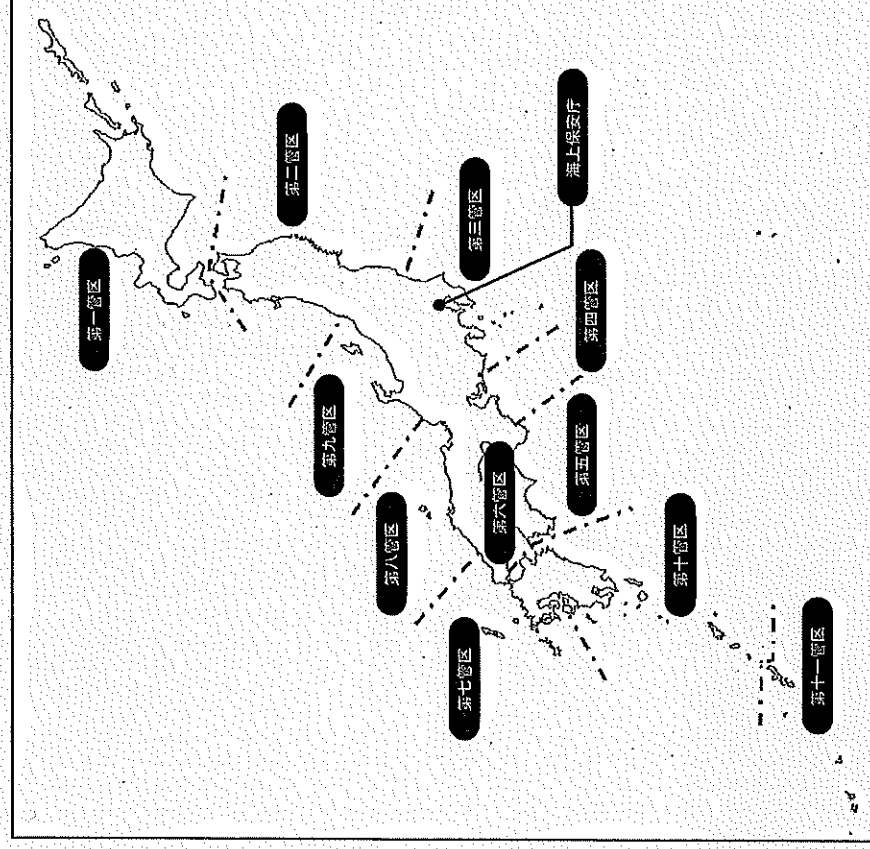 第一管区
第二管区
海上保安庁
第三管区
第四管区
第九管区
第五管区
第六管区
第八管区
第十管区
第七管区
第十一管区